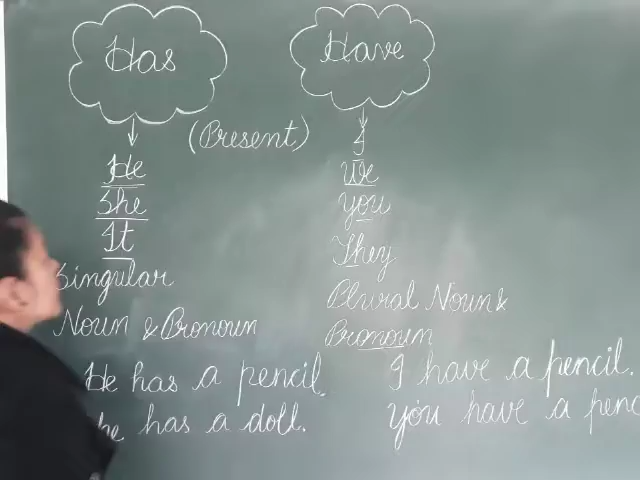 Has
Have
(Present)
He
She
It
Singular
Noun & Pronoun
He has a pencil.
he has a doll.
I
We
you
They
Plural Noun &
Pronoun
I have a pencil.
you have a penc